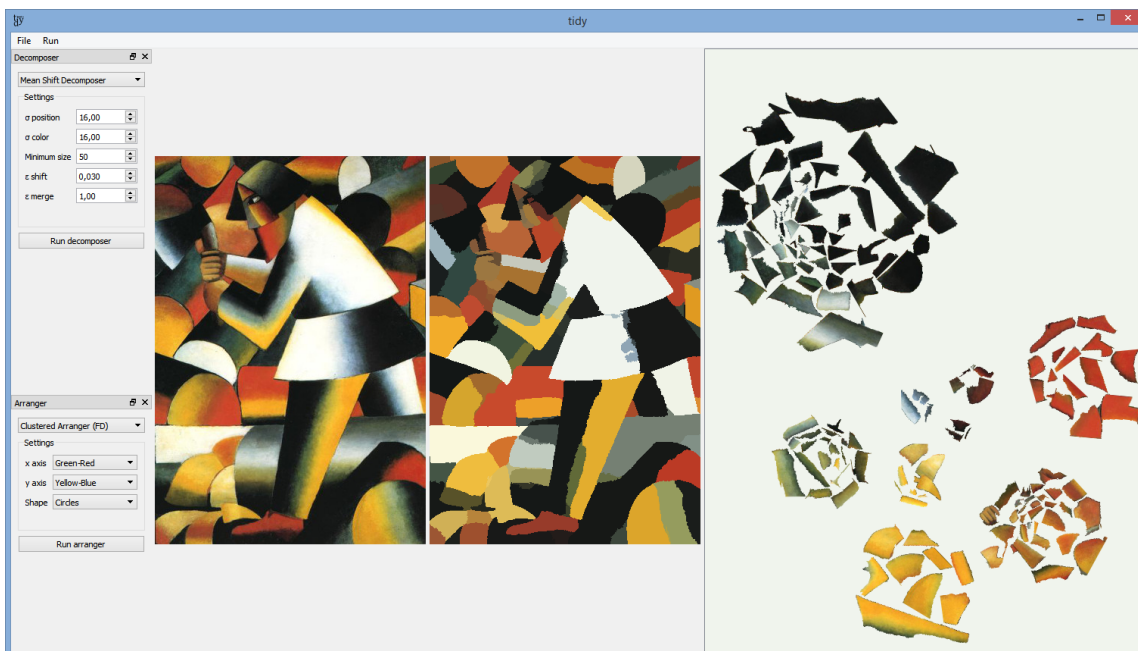 tidy
File Run
Decomposer
Mean Shift Decomposer
Settings
σ position 16,00
σ color 16,00
Minimum size 50
ε shift 0,030
ε merge 1,00
Run decomposer
Arranger
Clustered Arranger (FD)
Settings
x axis Green-Red
y axis Yellow-Blue
Shape Circles
Run arranger